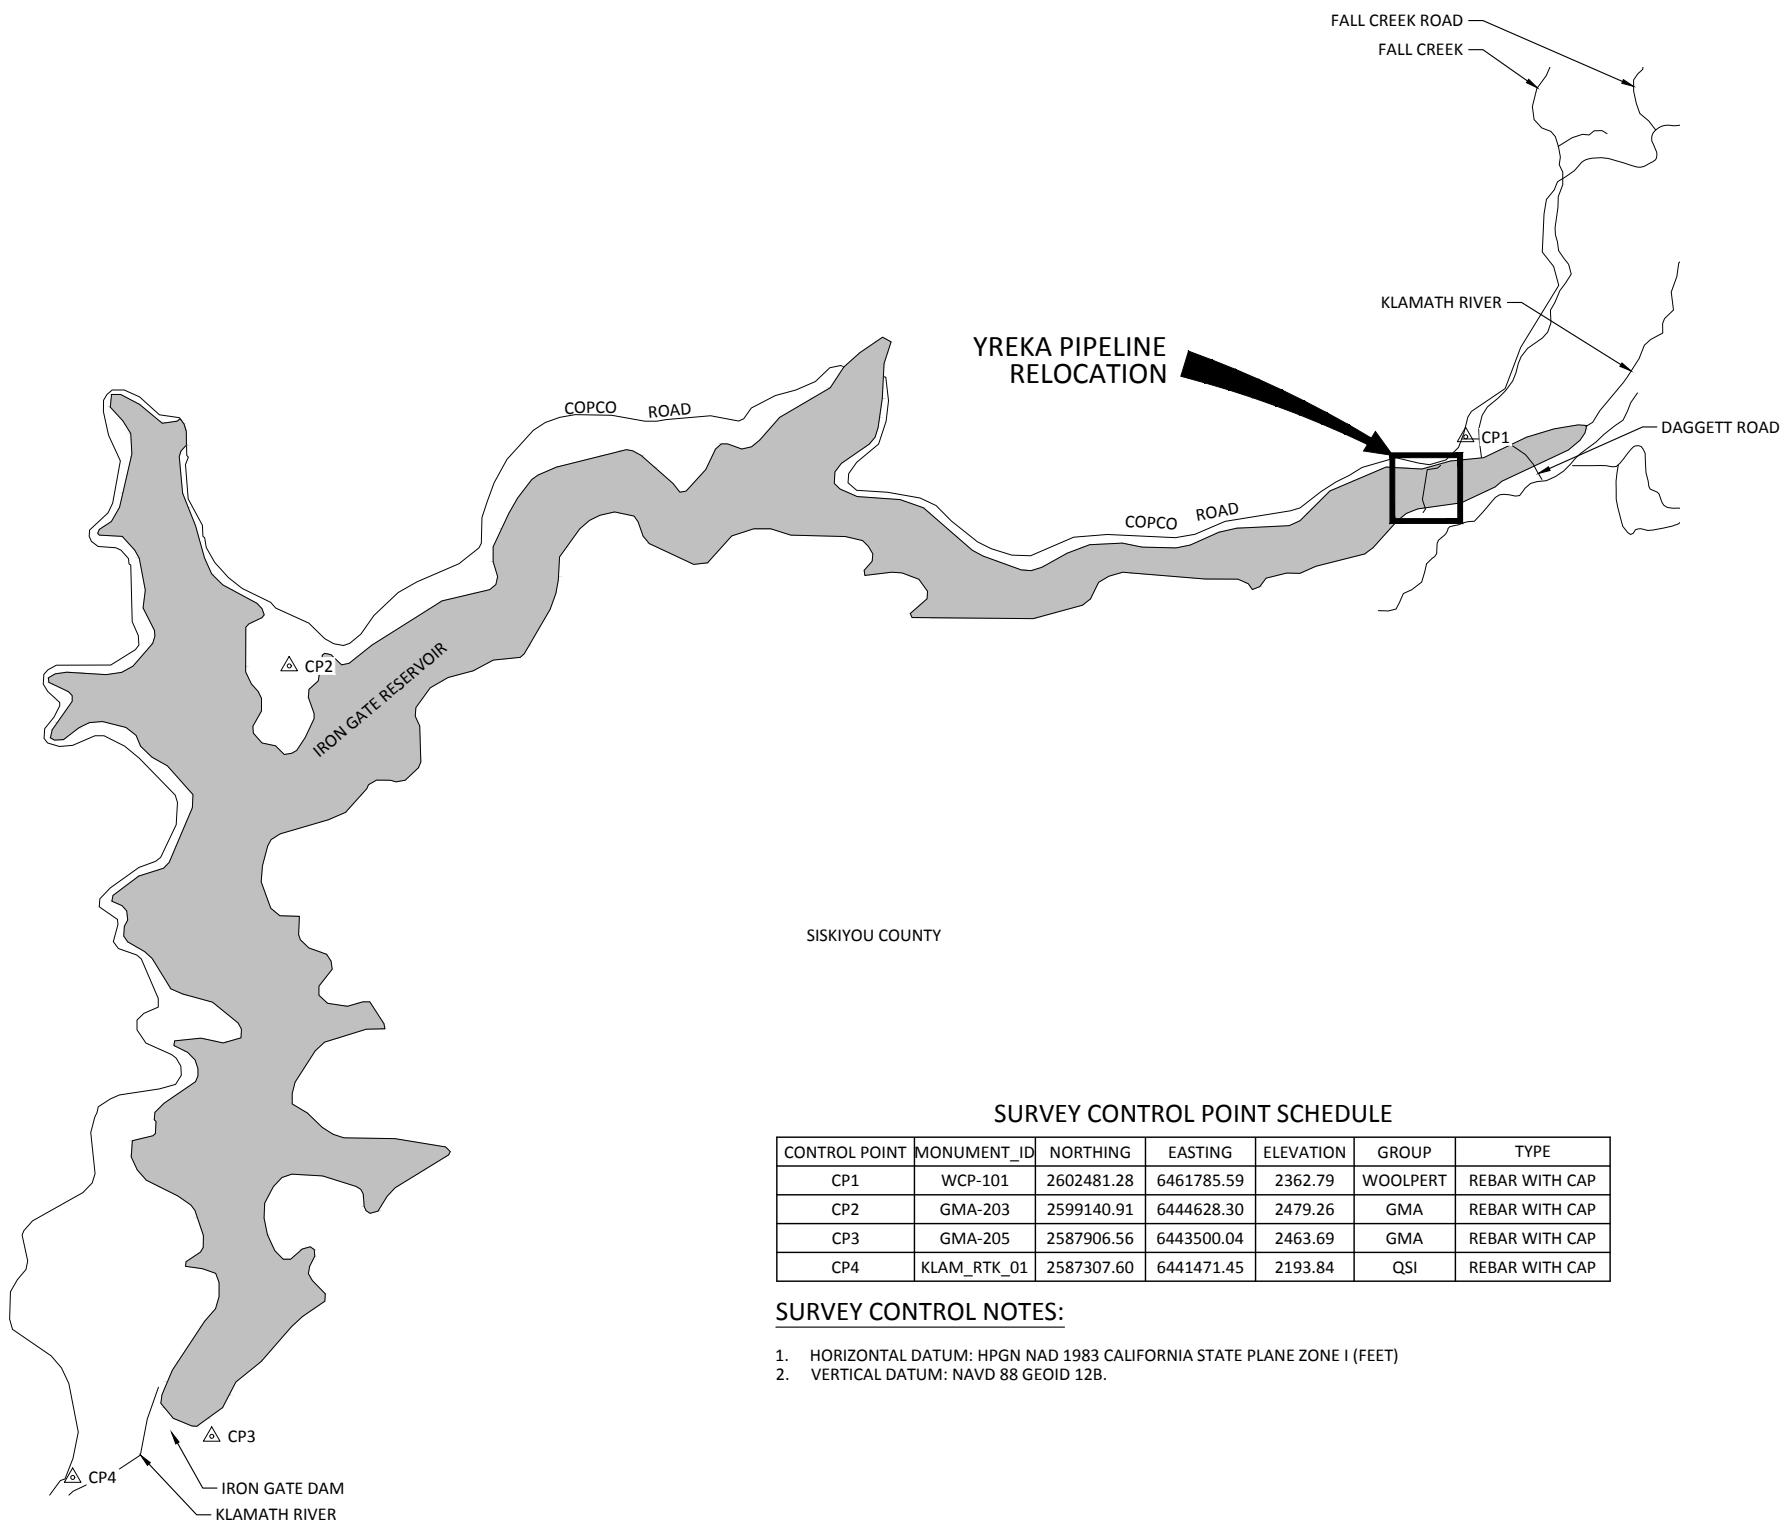 FALL CREEK ROAD
FALL CREEK
KLAMATH RIVER
YREKA PIPELINE
RELOCATION
COPCO ROAD
CP1
DAGGETT ROAD
COPCO ROAD
CP2
IRON GATE RESERVOIR
SISKIYOU COUNTY
SURVEY CONTROL POINT SCHEDULE
CONTROL POINT MONUMENT_ID NORTHING EASTING ELEVATION GROUP TYPE
CP1 WCP-101 2602481.28 6461785.59 2362.79 WOOLPERT REBAR WITH CAP
CP2 GMA-203 2599140.91 6444628.30 2479.26 GMA REBAR WITH CAP
CP3 GMA-205 2587906.56 6443500.04 2463.69 GMA REBAR WITH CAP
CP4 KLAM_RTK_01 2587307.60 6441471.45 2193.84 QSI REBAR WITH CAP
SURVEY CONTROL NOTES:
1. HORIZONTAL DATUM: HPGN NAD 1983 CALIFORNIA STATE PLANE ZONE I (FEET)
2. VERTICAL DATUM: NAVD 88 GEOID 12B.
CP3
CP4
IRON GATE DAM
KLAMATH RIVER